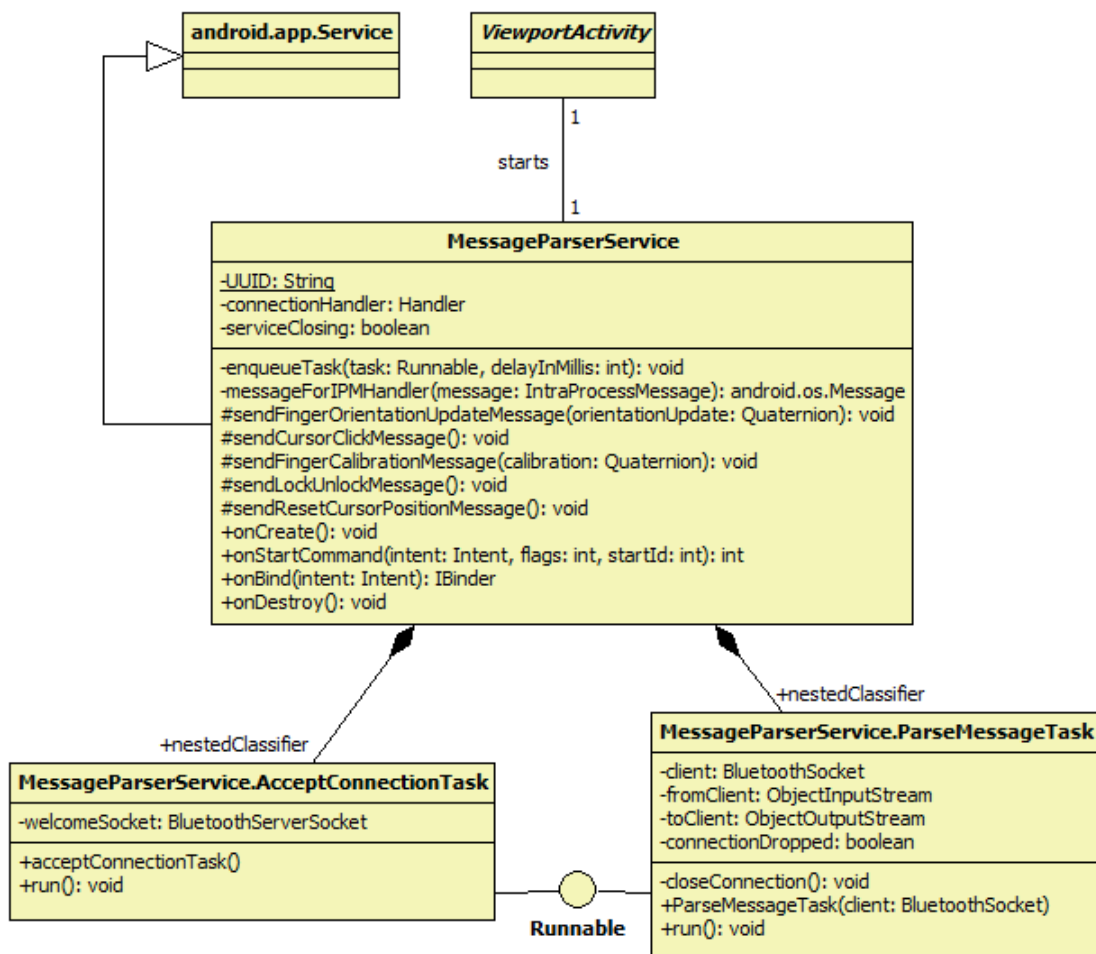 android.app.Service
ViewportActivity
1
starts
1
MessageParserService
-UUID: String
-connectionHandler: Handler
-serviceClosing: boolean
-enqueueTask(task: Runnable, delayInMillis: int): void
-messageForIPMHandler(message: IntraProcessMessage): android.os.Message
#sendFingerOrientationUpdateMessage(orientationUpdate: Quaternion): void
#sendCursorClickMessage(): void
#sendFingerCalibrationMessage(calibration: Quaternion): void
#sendLockUnlockMessage(): void
#sendResetCursorPositionMessage(): void
+onCreate(): void
+onStartCommand(intent: Intent, flags: int, startId: int): int
+onBind(intent: Intent): IBinder
+onDestroy(): void
+nestedClassifier
+nestedClassifier
MessageParserService.AcceptConnectionTask
-welcomeSocket: BluetoothServerSocket
+acceptConnectionTask()
+run(): void
MessageParserService.ParseMessageTask
-client: BluetoothSocket
-fromClient: ObjectInputStream
-toClient: ObjectOutputStream
-connectionDropped: boolean
-closeConnection(): void
+ParseMessageTask(client: BluetoothSocket)
+run(): void
Runnable